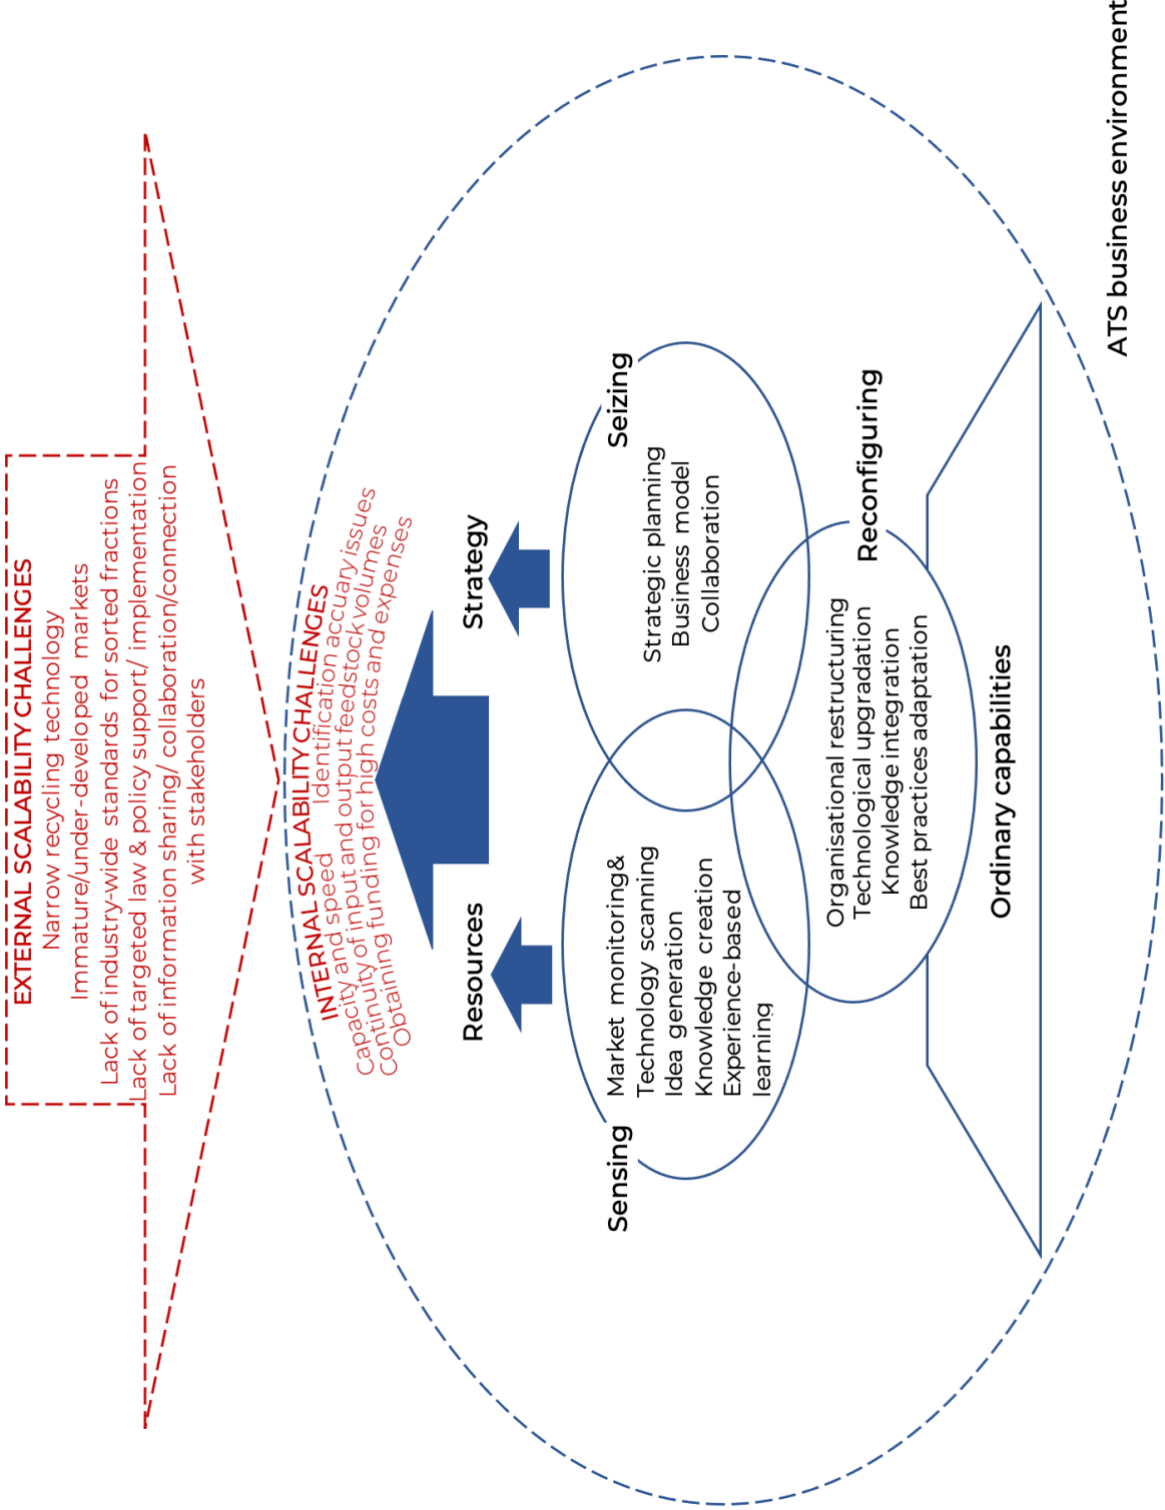 EXTERNAL SCALABILITY CHALLENGES
Narrow recycling technology
Immature/under-developed markets
Lack of industry-wide standards for sorted fractions
Lack of targeted law & policy support/ implementation
Lack of information sharing/ collaboration/connection
with stakeholders
INTERNAL SCALABILITY CHALLENGES
Capacity and speed Identification accuary issues
Continuity of input and output feedstock volumes
Obtaining funding for high costs and expenses
Resources
Strategy
Sensing
Market monitoring&
Technology scanning
Idea generation
Knowledge creation
Experience-based
learning
Seizing
Strategic planning
Business model
Collaboration
Reconfiguring
Organisational restructuring
Technological upgradation
Knowledge integration
Best practices adaptation
Ordinary capabilities
ATS business environment